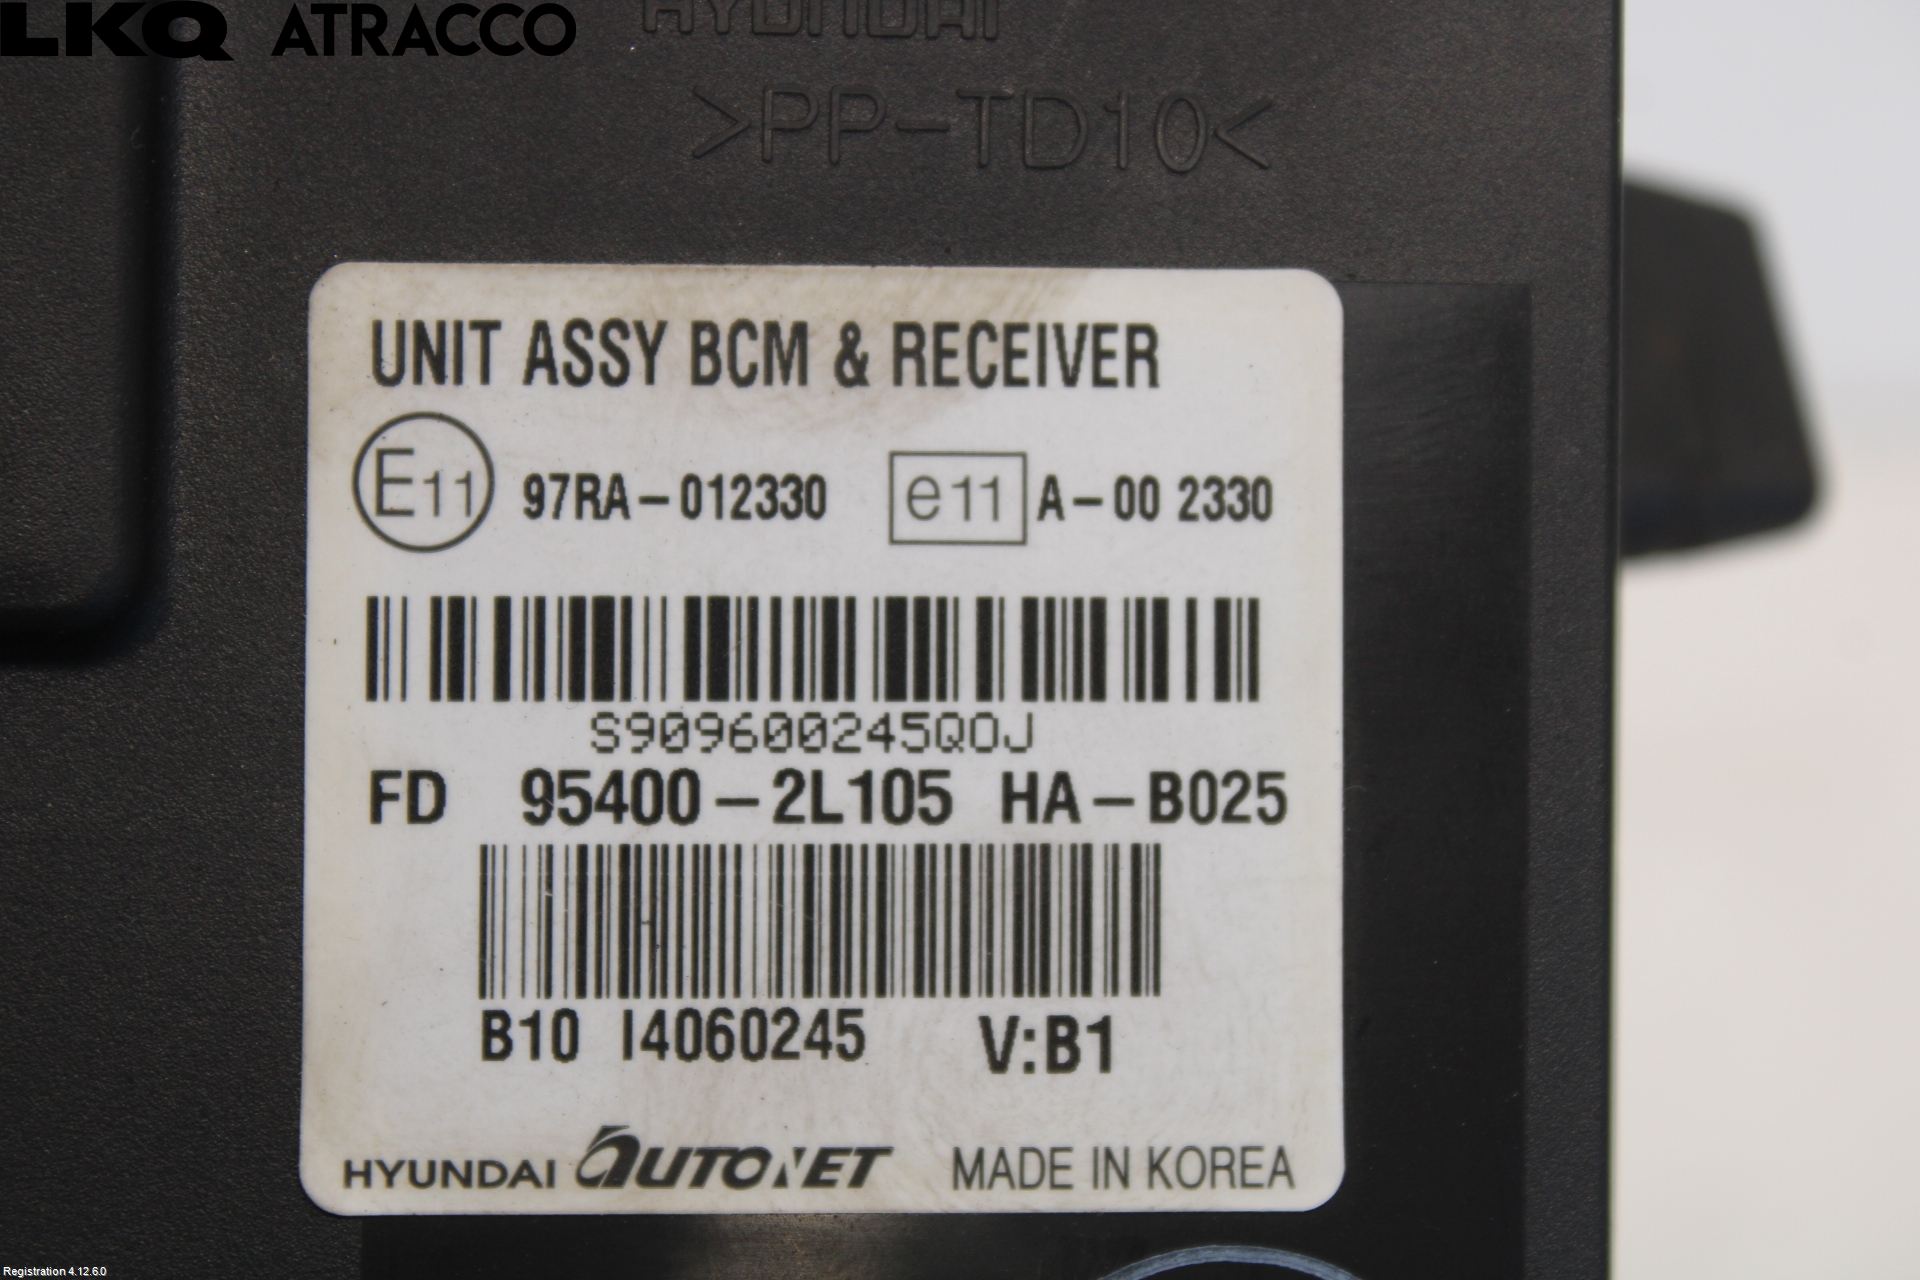 LKQ ATRACCO
HYUNDAI
>PP-TD10<
UNIT ASSY BCM & RECEIVER
E11 97RA-012330 e11 A-00 2330
S909600245QOJ
FD 95400-2L105 HA-B025
B10 I4060245 V:B1
HYUNDAI AUTONET MADE IN KOREA
Registration 4.12.6.0